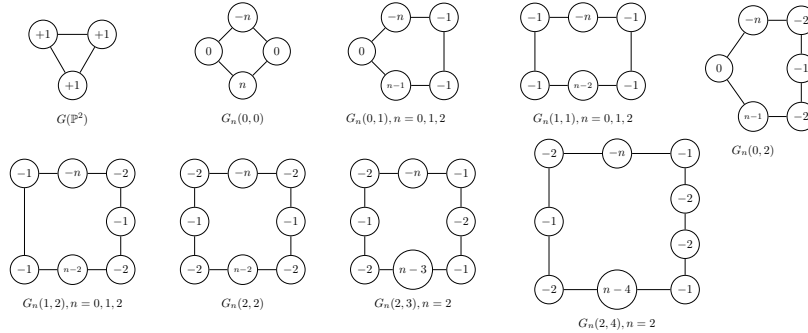 +1 +1
+1
G(ℙ²)
−n
0 0
n
Gₙ(0,0)
−n −1
0
n−1 −1
Gₙ(0,1), n = 0,1,2
−1 −n −1
−1 n−2 −1
Gₙ(1,1), n = 0,1,2
−n −2
0 −1
n−1 −2
Gₙ(0,2)
−1 −n −2
−1
−1 n−2 −2
Gₙ(1,2), n = 0,1,2
−2 −n −2
−1 −1
−2 n−2 −2
Gₙ(2,2)
−2 −n −1
−1 −2
−2 n − 3 −1
Gₙ(2,3), n = 2
−2 −n −1
−2
−1
−2
−2 n − 4 −1
Gₙ(2,4), n = 2